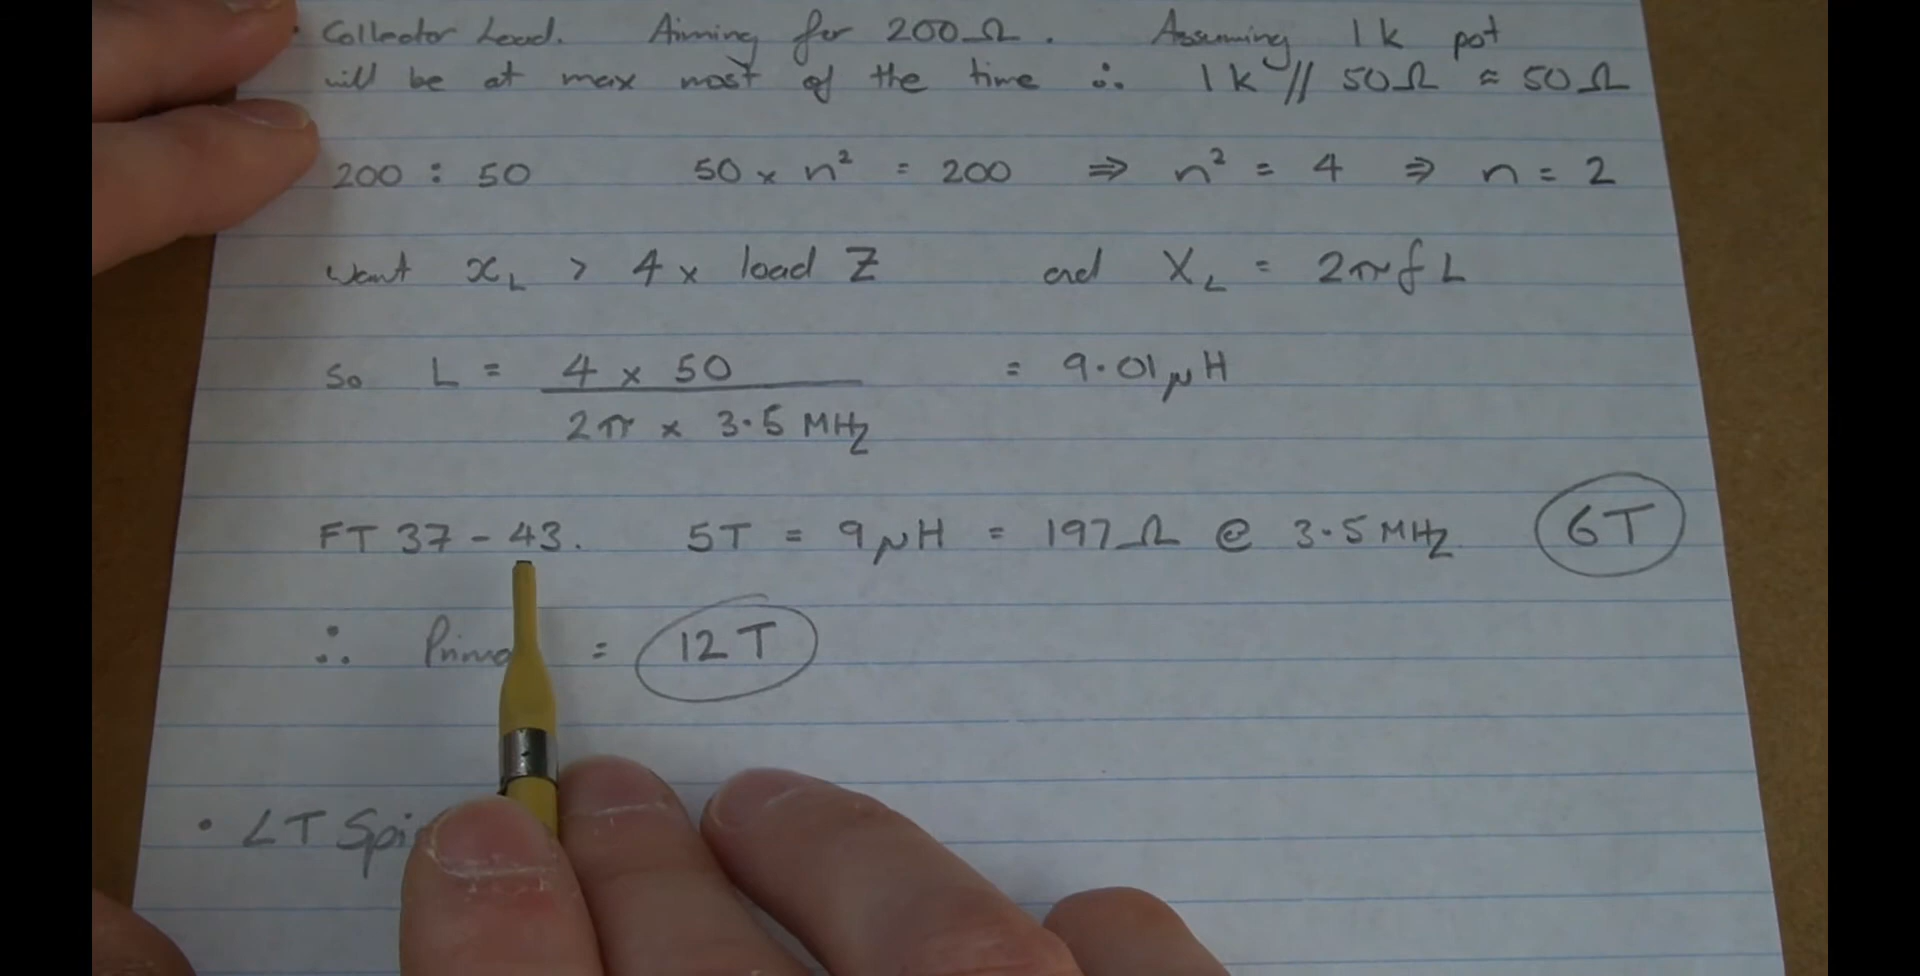 • Collector Load. Aiming for 200Ω. Assuming 1k pot
will be at max most of the time ∴ 1k // 50Ω ≈ 50Ω
200 : 50 50 × n² = 200 ⇒ n² = 4 ⇒ n = 2
Want x_L > 4 × load Z and X_L = 2πfL
So L = 4 × 50 = 9.01μH
2π × 3.5 MHz
FT 37-43. 5T = 9μH = 197Ω @ 3.5MHz 6T
∴ = 12T
• LT